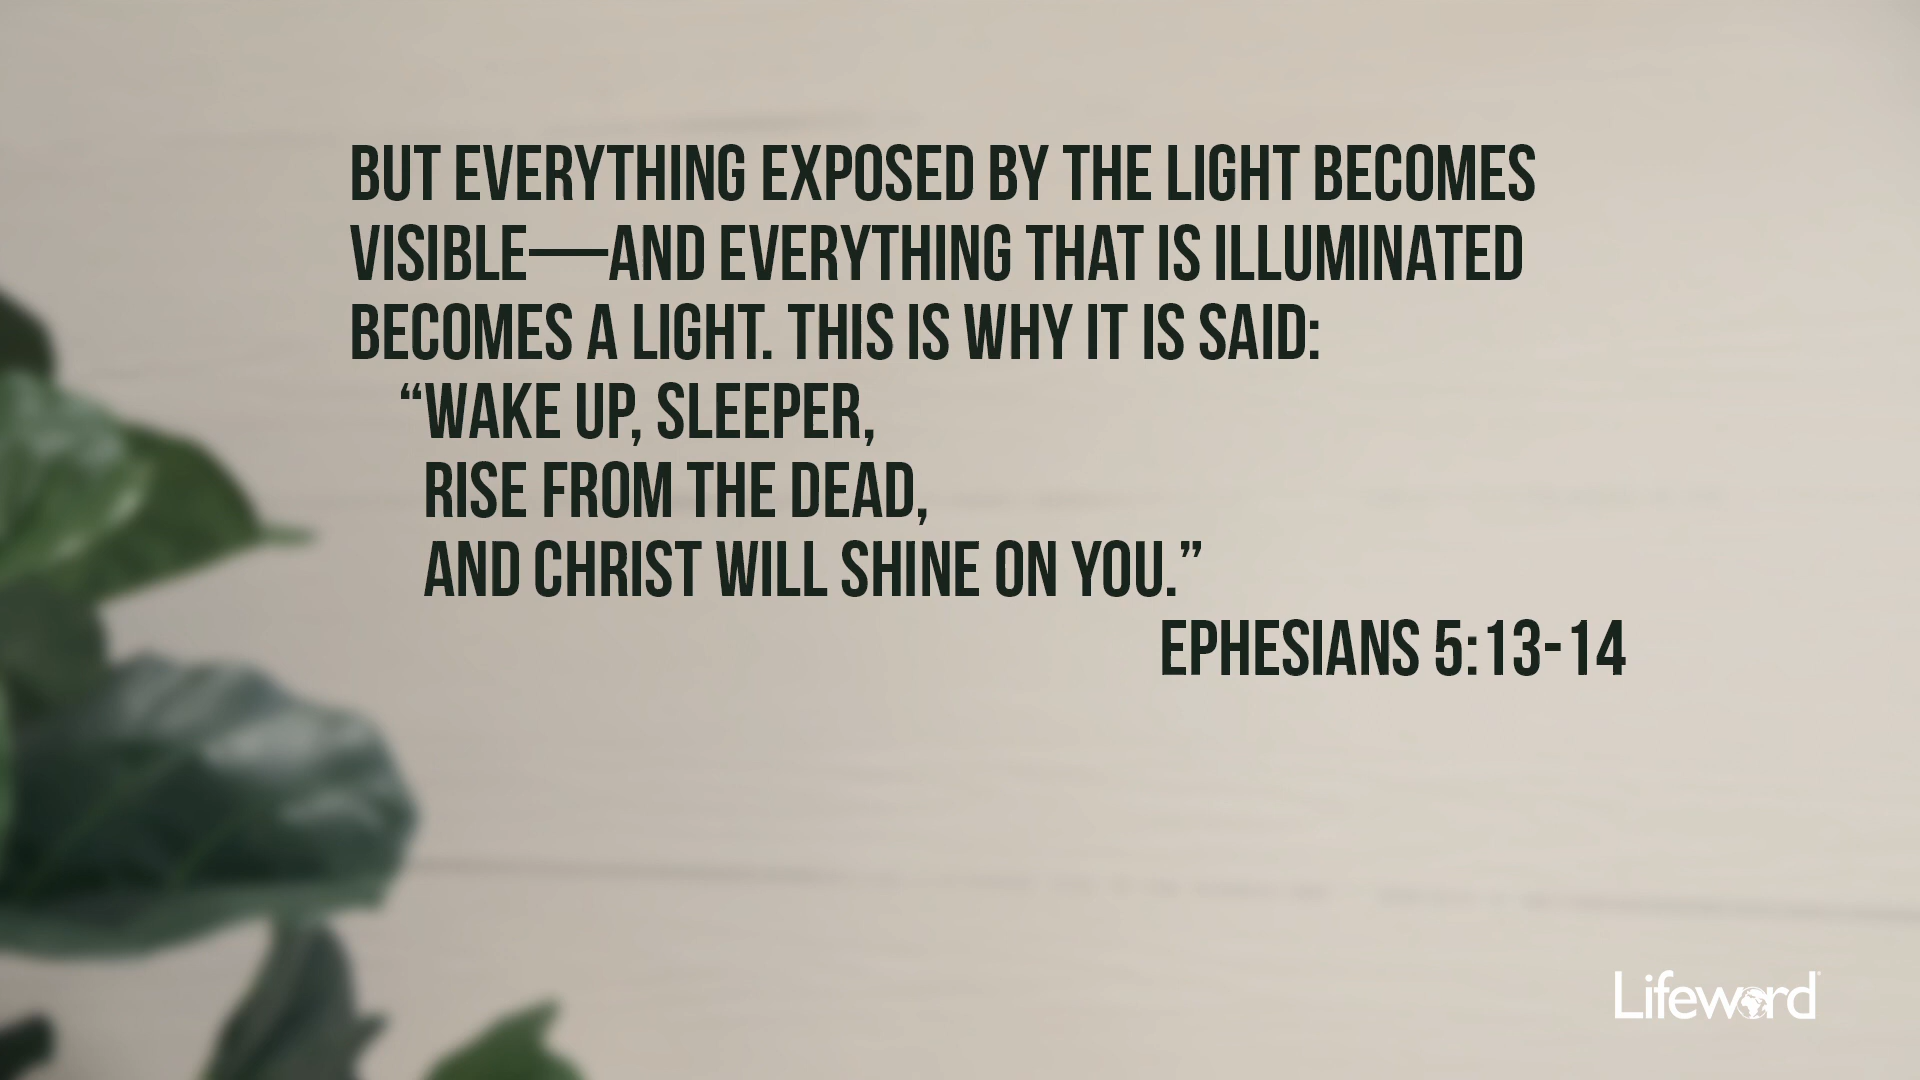 BUT EVERYTHING EXPOSED BY THE LIGHT BECOMES
VISIBLE—AND EVERYTHING THAT IS ILLUMINATED
BECOMES A LIGHT. THIS IS WHY IT IS SAID:
“WAKE UP, SLEEPER,
RISE FROM THE DEAD,
AND CHRIST WILL SHINE ON YOU.”
EPHESIANS 5:13-14
Lifeword